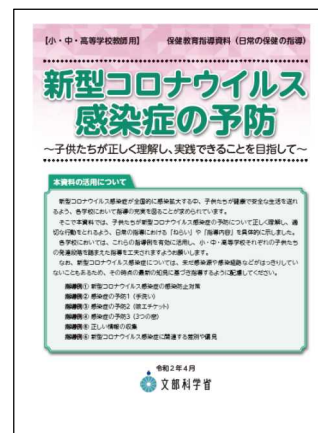 【小・中・高等学校教師用】 保健教育指導資料（日常の保健の指導）
新型コロナウイルス
感染症の予防
～子供たちが正しく理解し、実践できることを目指して～
本資料の活用について
新型コロナウイルス感染症が全国的に感染拡大する中、子供たちが健康で安全な生活を送れ
るよう、各学校において指導の充実を図ることが求められています。
そこで本資料では、子供たちが新型コロナウイルス感染症の予防について正しく理解し、適
切な行動をとれるよう、日常の指導における「ねらい」や「指導内容」を具体的に示しました。
各学校においては、これらの指導例を有効に活用し、小・中・高等学校それぞれの子供たち
の発達段階を踏まえた指導を工夫されますようお願いします。
なお、新型コロナウイルス感染症については、未だ感染源や感染経路などがはっきりしてい
ないこともあるため、その時点の最新の知見に基づき指導するように配慮してください。
指導例① 新型コロナウイルス感染症の感染防止対策
指導例② 感染症の予防1（手洗い）
指導例③ 感染症の予防2（咳エチケット）
指導例④ 感染症の予防3（3つの密）
指導例⑤ 正しい情報の収集
指導例⑥ 新型コロナウイルス感染症に関連する差別や偏見
令和2年4月
文部科学省